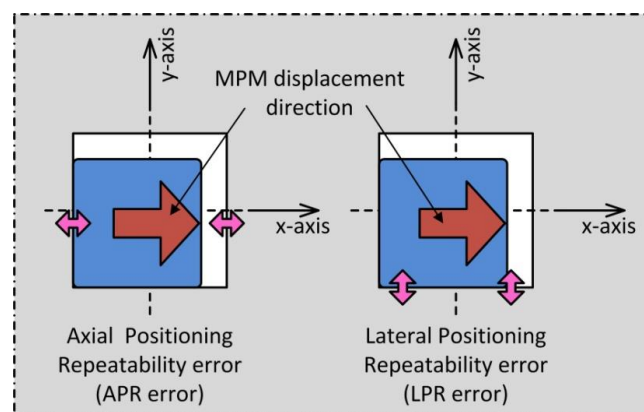 y-axis
y-axis
MPM displacement
direction
x-axis
x-axis
Axial Positioning
Repeatability error
(APR error)
Lateral Positioning
Repeatability error
(LPR error)